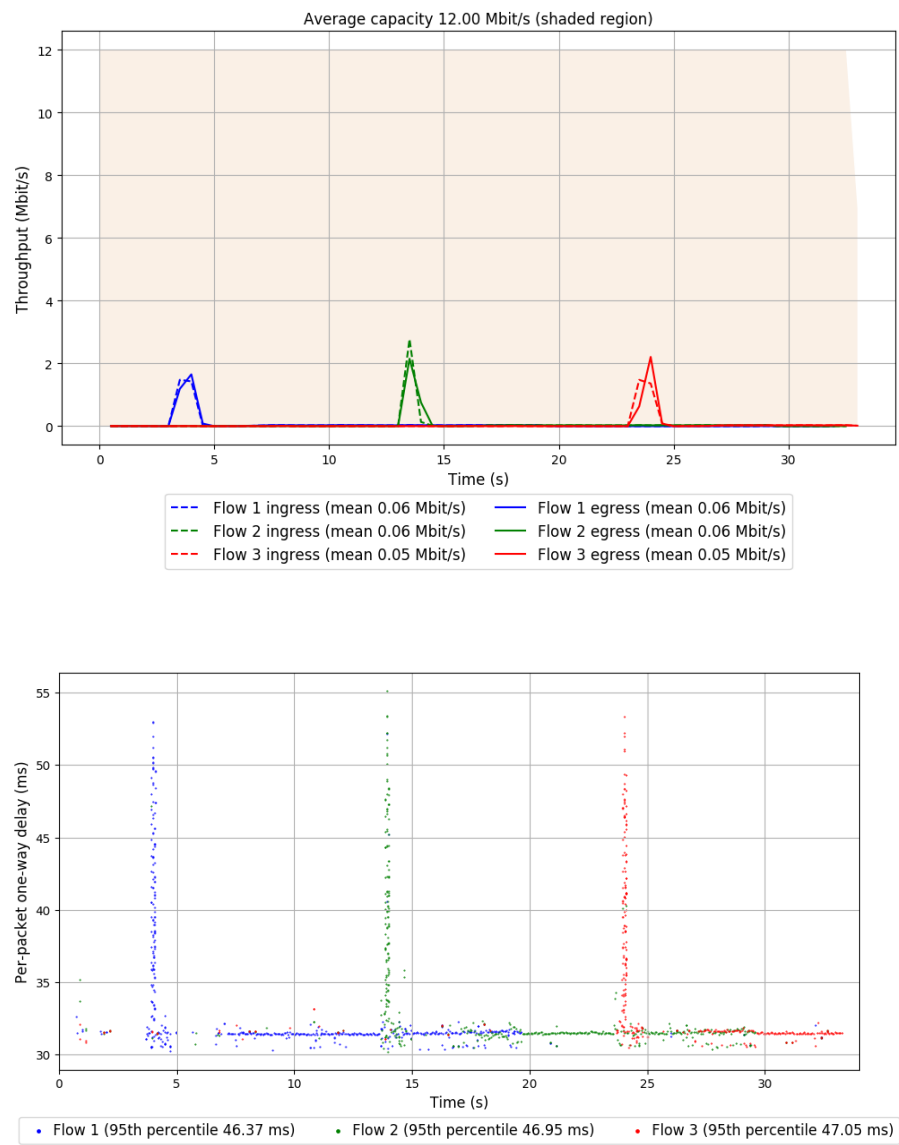 Average capacity 12.00 Mbit/s (shaded region)
12
10
8
6
4
2
0
Throughput (Mbit/s)
0 5 10 15 20 25 30
Time (s)
Flow 1 ingress (mean 0.06 Mbit/s) Flow 1 egress (mean 0.06 Mbit/s)
Flow 2 ingress (mean 0.06 Mbit/s) Flow 2 egress (mean 0.06 Mbit/s)
Flow 3 ingress (mean 0.05 Mbit/s) Flow 3 egress (mean 0.05 Mbit/s)
55
50
45
40
35
30
Per-packet one-way delay (ms)
0 5 10 15 20 25 30
Time (s)
Flow 1 (95th percentile 46.37 ms) Flow 2 (95th percentile 46.95 ms) Flow 3 (95th percentile 47.05 ms)